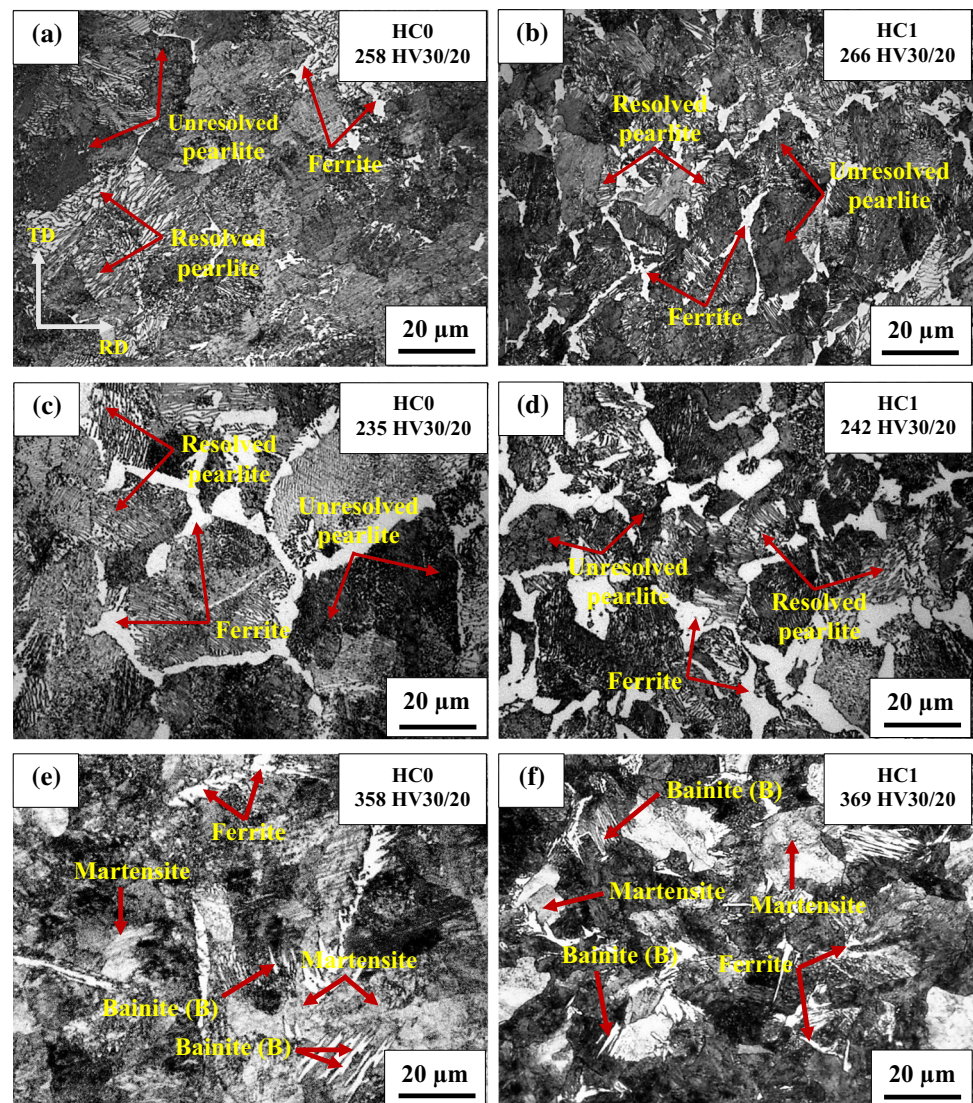 (a)
HC0
258 HV30/20
Unresolved
pearlite
Ferrite
TD
Resolved
pearlite
RD
20 µm
(b)
HC1
266 HV30/20
Resolved
pearlite
Unresolved
pearlite
Ferrite
20 µm
(c)
HC0
235 HV30/20
Resolved
pearlite
Unresolved
pearlite
Ferrite
20 µm
(d)
HC1
242 HV30/20
Unresolved
pearlite
Resolved
pearlite
Ferrite
20 µm
(e)
HC0
358 HV30/20
Ferrite
Martensite
Martensite
Bainite (B)
Bainite (B)
20 µm
(f)
HC1
369 HV30/20
Bainite (B)
Martensite
Martensite
Bainite (B)
Ferrite
20 µm